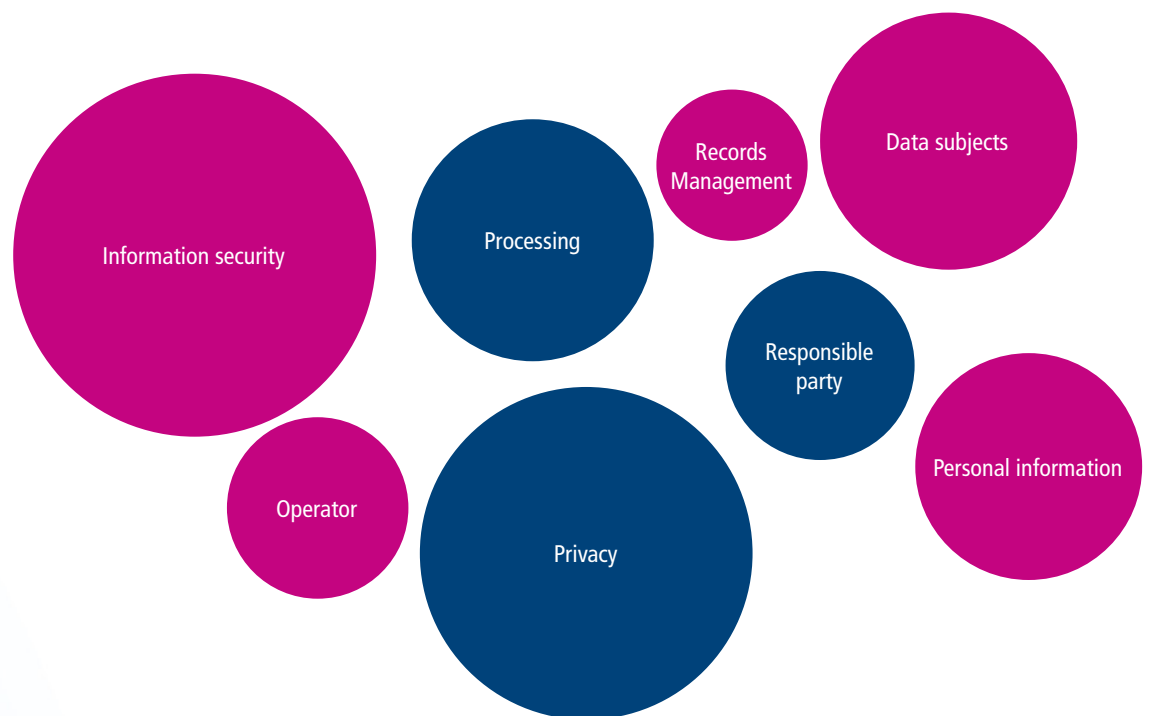 Data subjects
Records
Management
Processing
Information security
Responsible
party
Personal information
Operator
Privacy